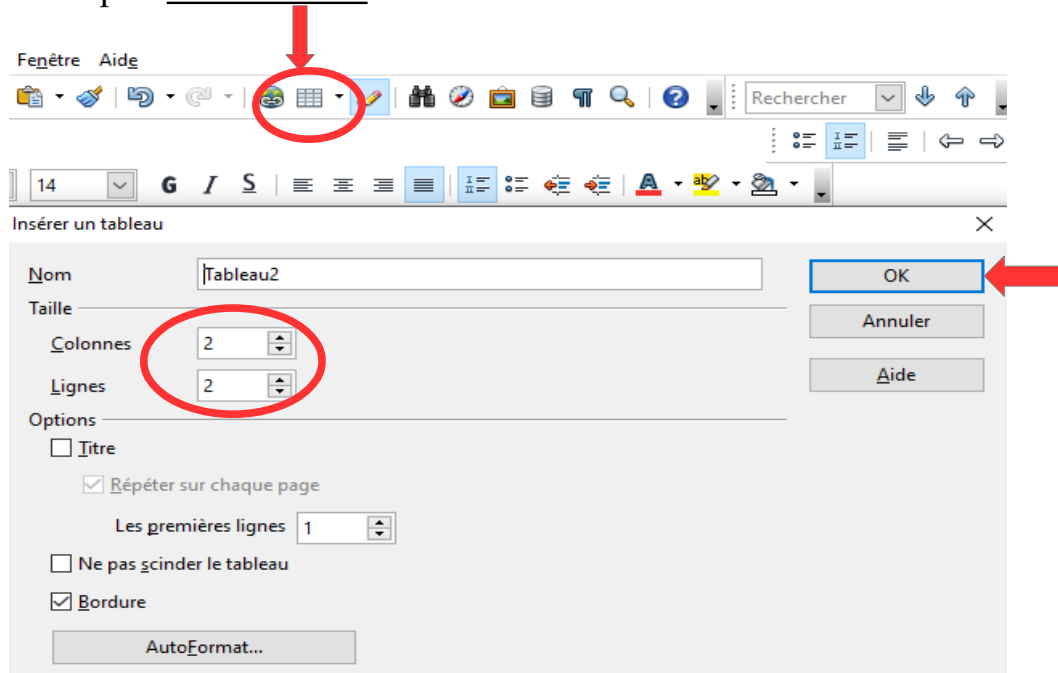 Fenêtre Aide
Rechercher
14 G I S
Insérer un tableau
Nom Tableau2 OK
Taille
Annuler
Colonnes 2
Lignes 2 Aide
Options
Titre
Répéter sur chaque page
Les premières lignes 1
Ne pas scinder le tableau
Bordure
AutoFormat...